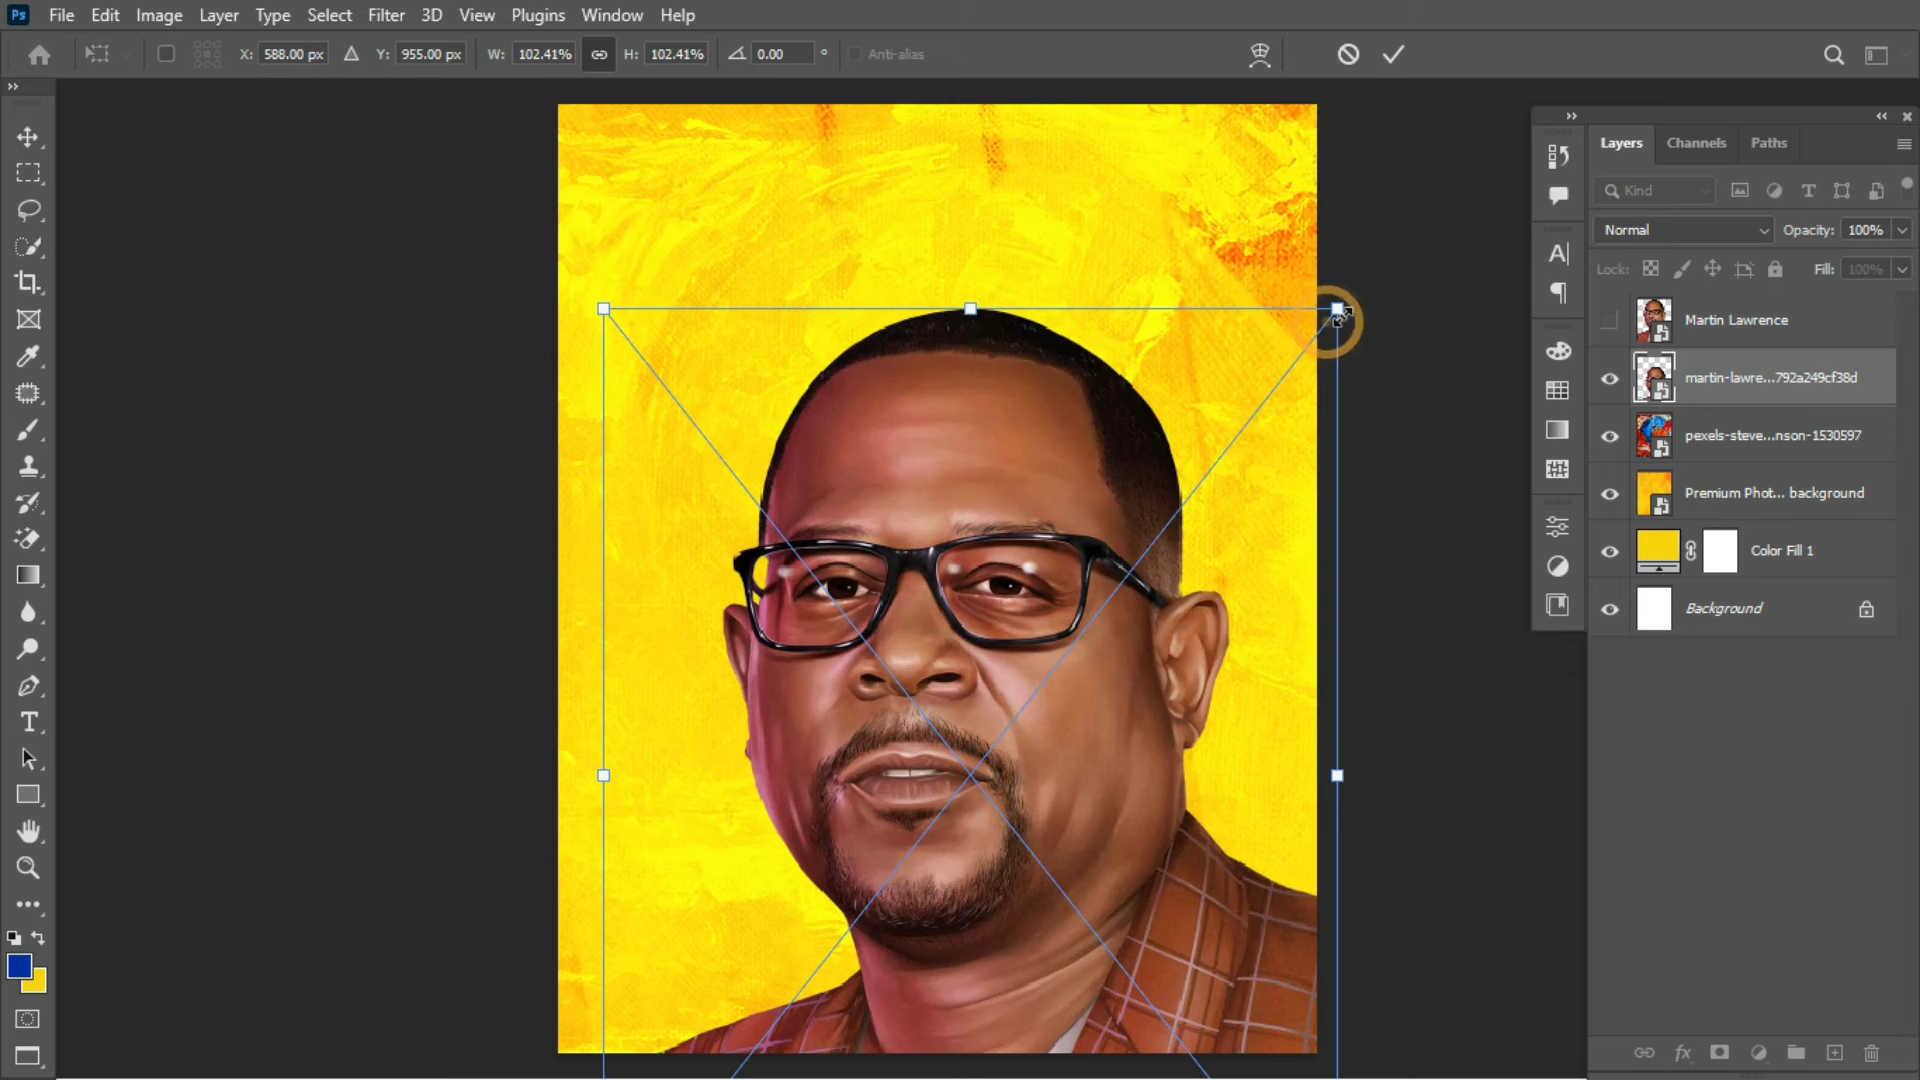 Ps File Edit Image Layer Type Select Filter 3D View Plugins Window Help
X: 588.00 px Y: 955.00 px W: 102.41% H: 102.41% 0.00 ° Anti-alias
Layers Channels Paths
Kind
Normal Opacity: 100%
Lock: Fill: 100%
Martin Lawrence
martin-lawre...792a249cf38d
pexels-steve...nson-1530597
Premium Phot... background
Color Fill 1
Background